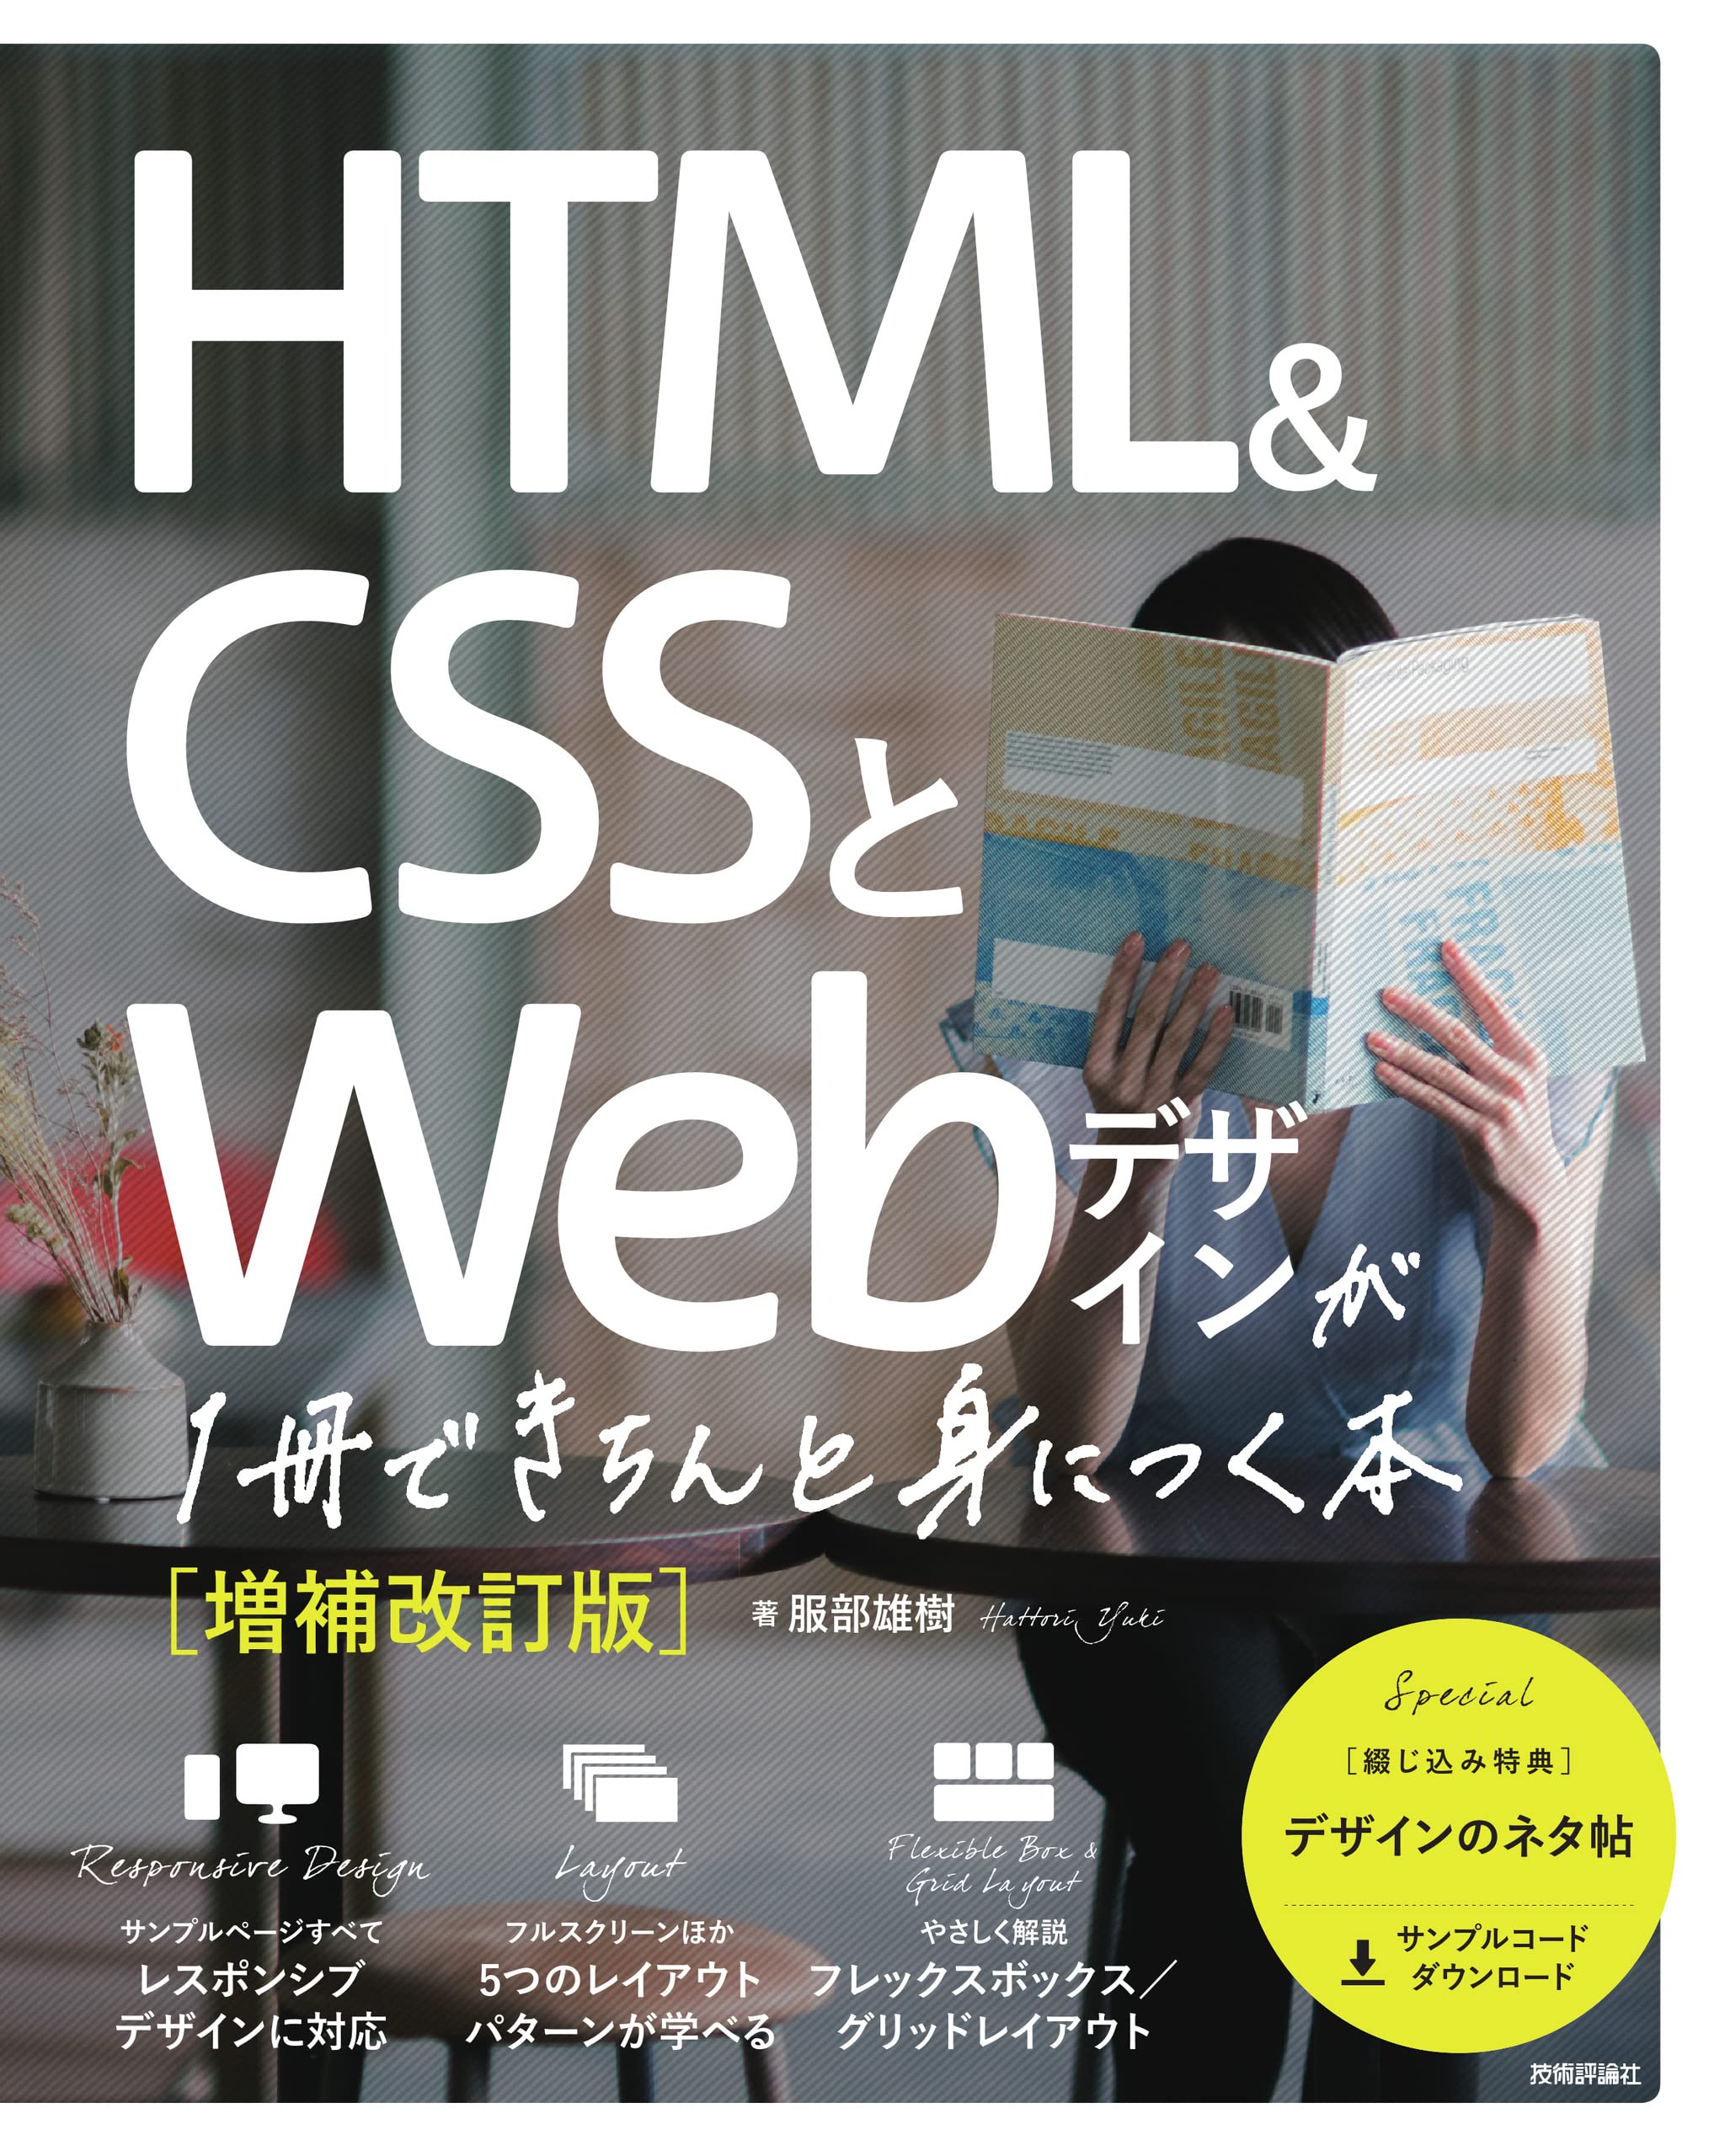 HTML&
CSSと
Webデザ
インが
1冊できちんと身につく本
[増補改訂版]
著 服部雄樹 Hattori Yuki
Responsive Design
サンプルページすべて
レスポンシブ
デザインに対応
Layout
フルスクリーンほか
5つのレイアウト
パターンが学べる
Flexible Box &
Grid Layout
やさしく解説
フレックスボックス／
グリッドレイアウト
Special
[綴じ込み特典]
デザインのネタ帖
サンプルコード
ダウンロード
技術評論社